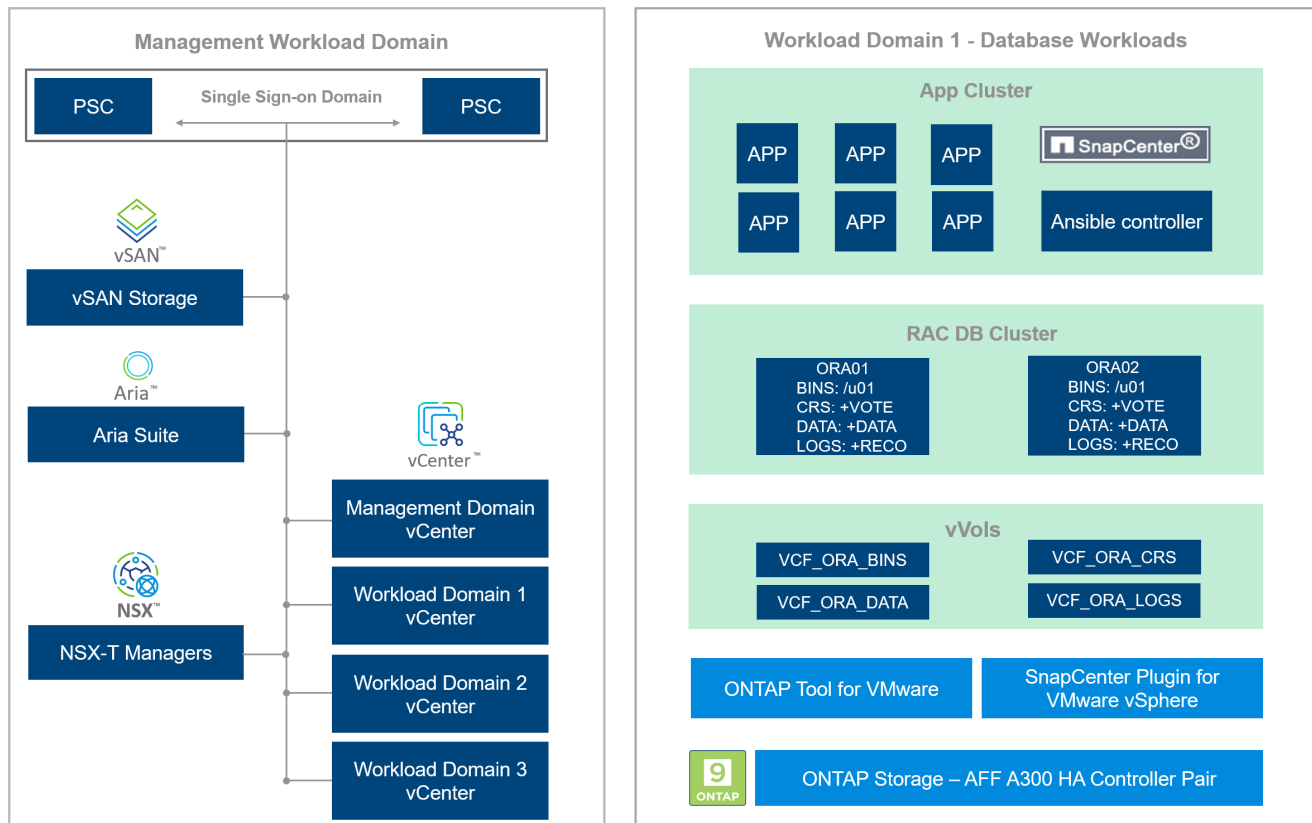 Management Workload Domain
PSC
Single Sign-on Domain
PSC
vSAN™
vSAN Storage
Aria™
Aria Suite
vCenter™
Management Domain
vCenter
Workload Domain 1
vCenter
NSX™
NSX-T Managers
Workload Domain 2
vCenter
Workload Domain 3
vCenter
Workload Domain 1 - Database Workloads
App Cluster
APP
APP
APP
SnapCenter®
APP
APP
APP
Ansible controller
RAC DB Cluster
ORA01
BINS: /u01
CRS: +VOTE
DATA: +DATA
LOGS: +RECO
ORA02
BINS: /u01
CRS: +VOTE
DATA: +DATA
LOGS: +RECO
vVols
VCF_ORA_BINS
VCF_ORA_CRS
VCF_ORA_DATA
VCF_ORA_LOGS
ONTAP Tool for VMware
SnapCenter Plugin for
VMware vSphere
9
ONTAP
ONTAP Storage – AFF A300 HA Controller Pair